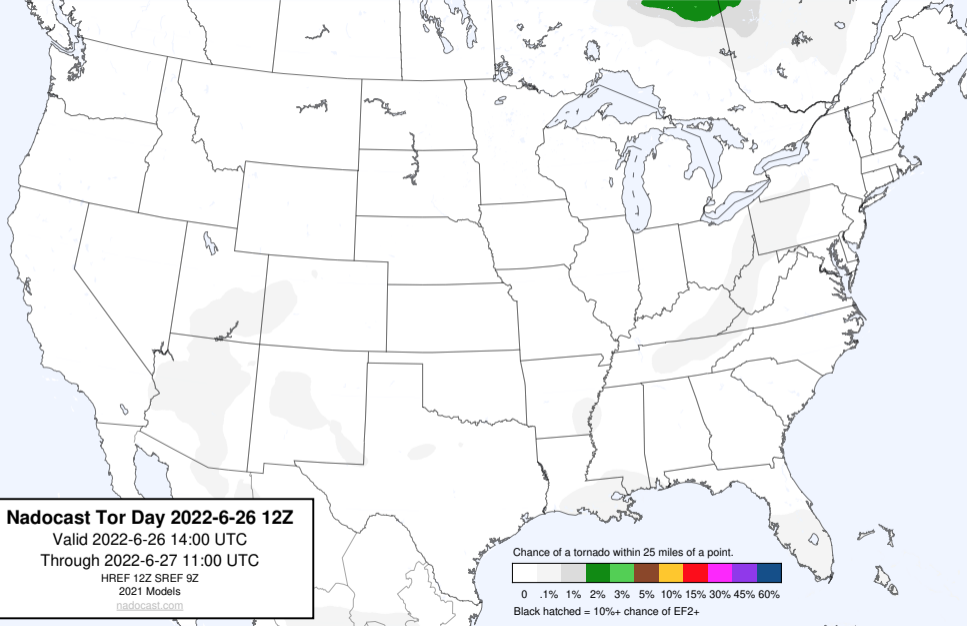 Nadocast Tor Day 2022-6-26 12Z
Valid 2022-6-26 14:00 UTC
Through 2022-6-27 11:00 UTC
HREF 12Z SREF 9Z
2021 Models
nadocast.com
Chance of a tornado within 25 miles of a point.
0 .1% 1% 2% 3% 5% 10% 15% 30% 45% 60%
Black hatched = 10%+ chance of EF2+